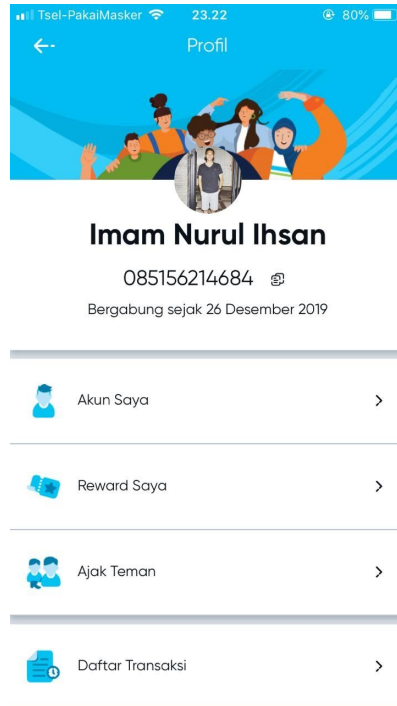 Tsel-PakaiMasker 23.22 80%
Profil
Imam Nurul Ihsan
085156214684
Bergabung sejak 26 Desember 2019
Akun Saya
Reward Saya
Ajak Teman
Daftar Transaksi